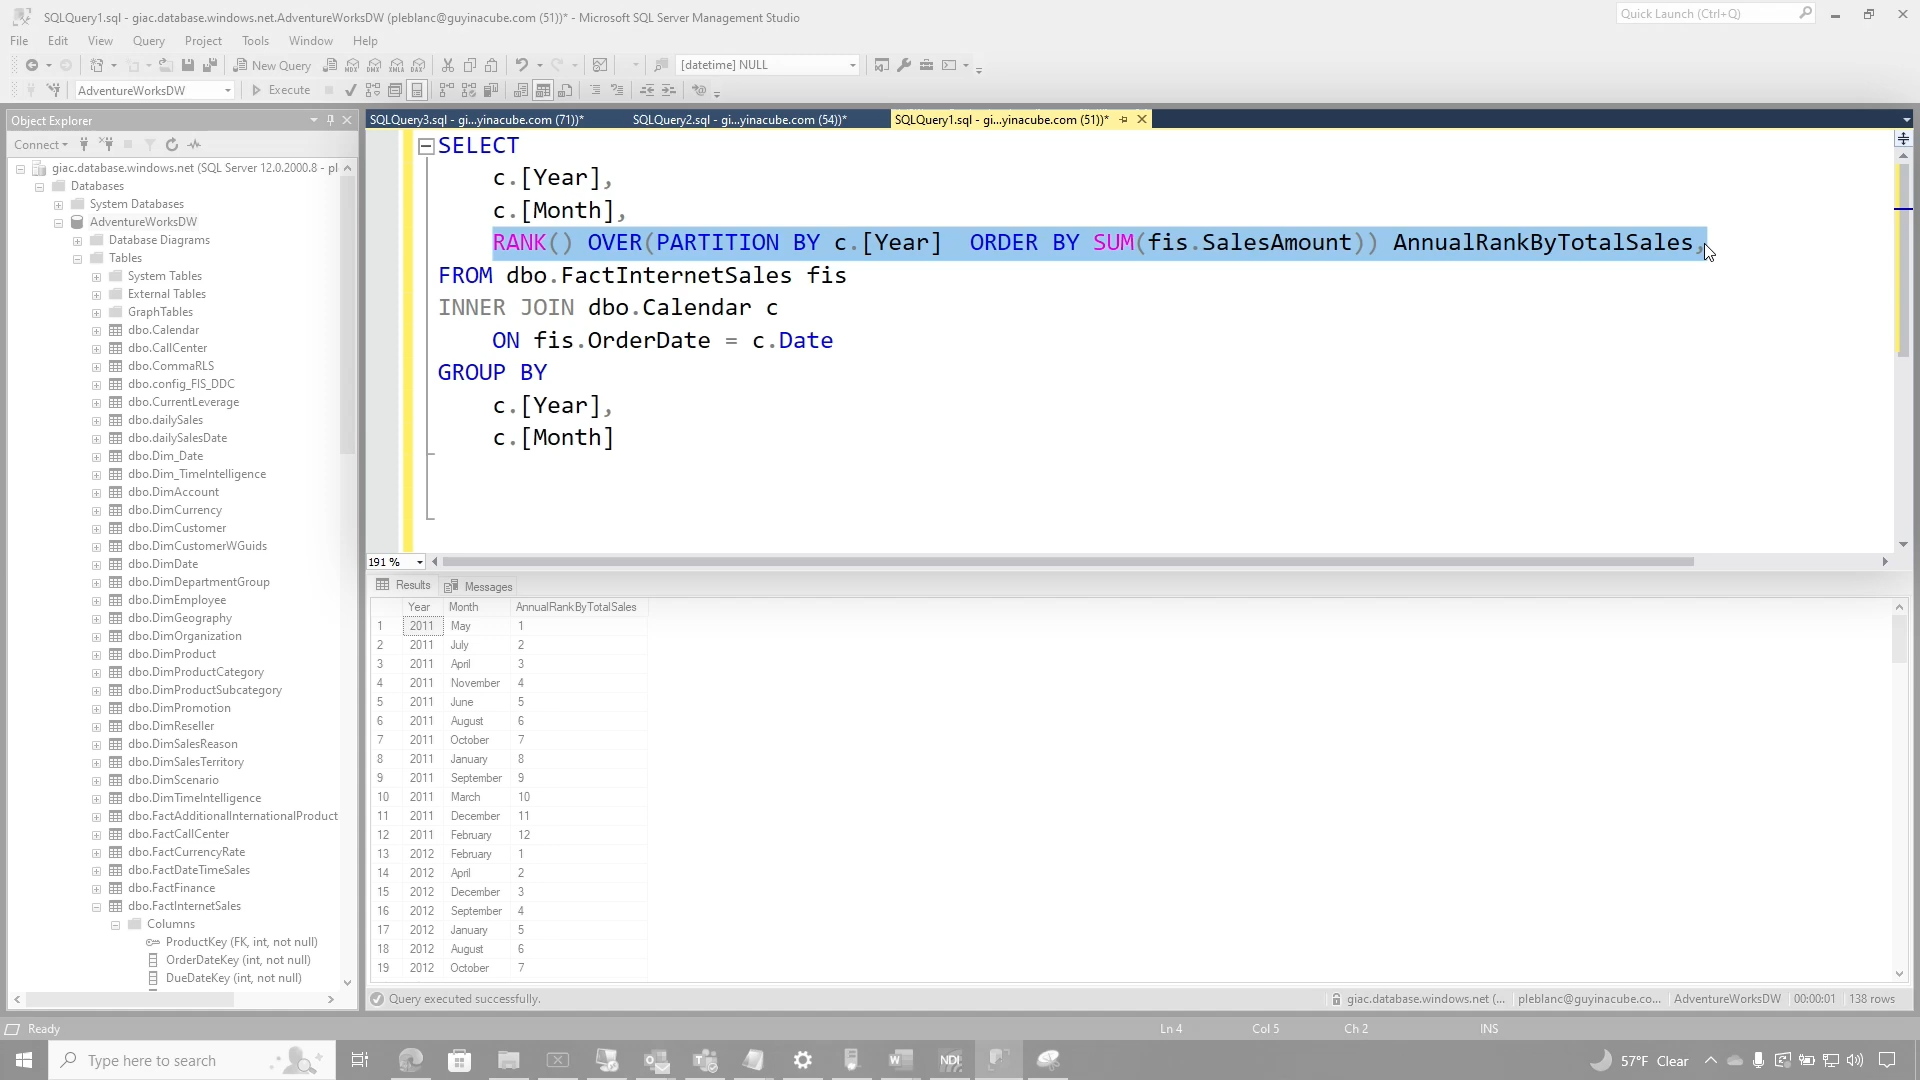 SQLQuery1.sql - giac.database.windows.net.AdventureWorksDW (pleblanc@guyinacube.com (51))* - Microsoft SQL Server Management Studio
Quick Launch (Ctrl+Q)
File Edit View Query Project Tools Window Help
New Query
[datetime] NULL
AdventureWorksDW
Execute
Object Explorer
SQLQuery3.sql - gi...yinacube.com (71))*
SQLQuery2.sql - gi...yinacube.com (54))*
SQLQuery1.sql - gi...yinacube.com (51))*
Connect
giac.database.windows.net (SQL Server 12.0.2000.8 - pl
Databases
System Databases
AdventureWorksDW
Database Diagrams
Tables
System Tables
External Tables
GraphTables
dbo.Calendar
dbo.CallCenter
dbo.CommaRLS
dbo.config_FIS_DDC
dbo.CurrentLeverage
dbo.dailySales
dbo.dailySalesDate
dbo.Dim_Date
dbo.Dim_TimeIntelligence
dbo.DimAccount
dbo.DimCurrency
dbo.DimCustomer
dbo.DimCustomerWGuids
dbo.DimDate
dbo.DimDepartmentGroup
dbo.DimEmployee
dbo.DimGeography
dbo.DimOrganization
dbo.DimProduct
dbo.DimProductCategory
dbo.DimProductSubcategory
dbo.DimPromotion
dbo.DimReseller
dbo.DimSalesReason
dbo.DimSalesTerritory
dbo.DimScenario
dbo.DimTimeIntelligence
dbo.FactAdditionalInternationalProduct
dbo.FactCallCenter
dbo.FactCurrencyRate
dbo.FactDateTimeSales
dbo.FactFinance
dbo.FactInternetSales
Columns
ProductKey (FK, int, not null)
OrderDateKey (int, not null)
DueDateKey (int, not null)
SELECT
c.[Year],
c.[Month],
RANK() OVER(PARTITION BY c.[Year] ORDER BY SUM(fis.SalesAmount)) AnnualRankByTotalSales,
FROM dbo.FactInternetSales fis
INNER JOIN dbo.Calendar c
ON fis.OrderDate = c.Date
GROUP BY
c.[Year],
c.[Month]
191 %
Results Messages
Year Month AnnualRankByTotalSales
1 2011 May 1
2 2011 July 2
3 2011 April 3
4 2011 November 4
5 2011 June 5
6 2011 August 6
7 2011 October 7
8 2011 January 8
9 2011 September 9
10 2011 March 10
11 2011 December 11
12 2011 February 12
13 2012 February 1
14 2012 April 2
15 2012 December 3
16 2012 September 4
17 2012 January 5
18 2012 August 6
19 2012 October 7
Query executed successfully.
giac.database.windows.net (... pleblanc@guyinacube.co... AdventureWorksDW 00:00:01 138 rows
Ready
Ln 4 Col 5 Ch 2 INS
Type here to search
NDI
57°F Clear